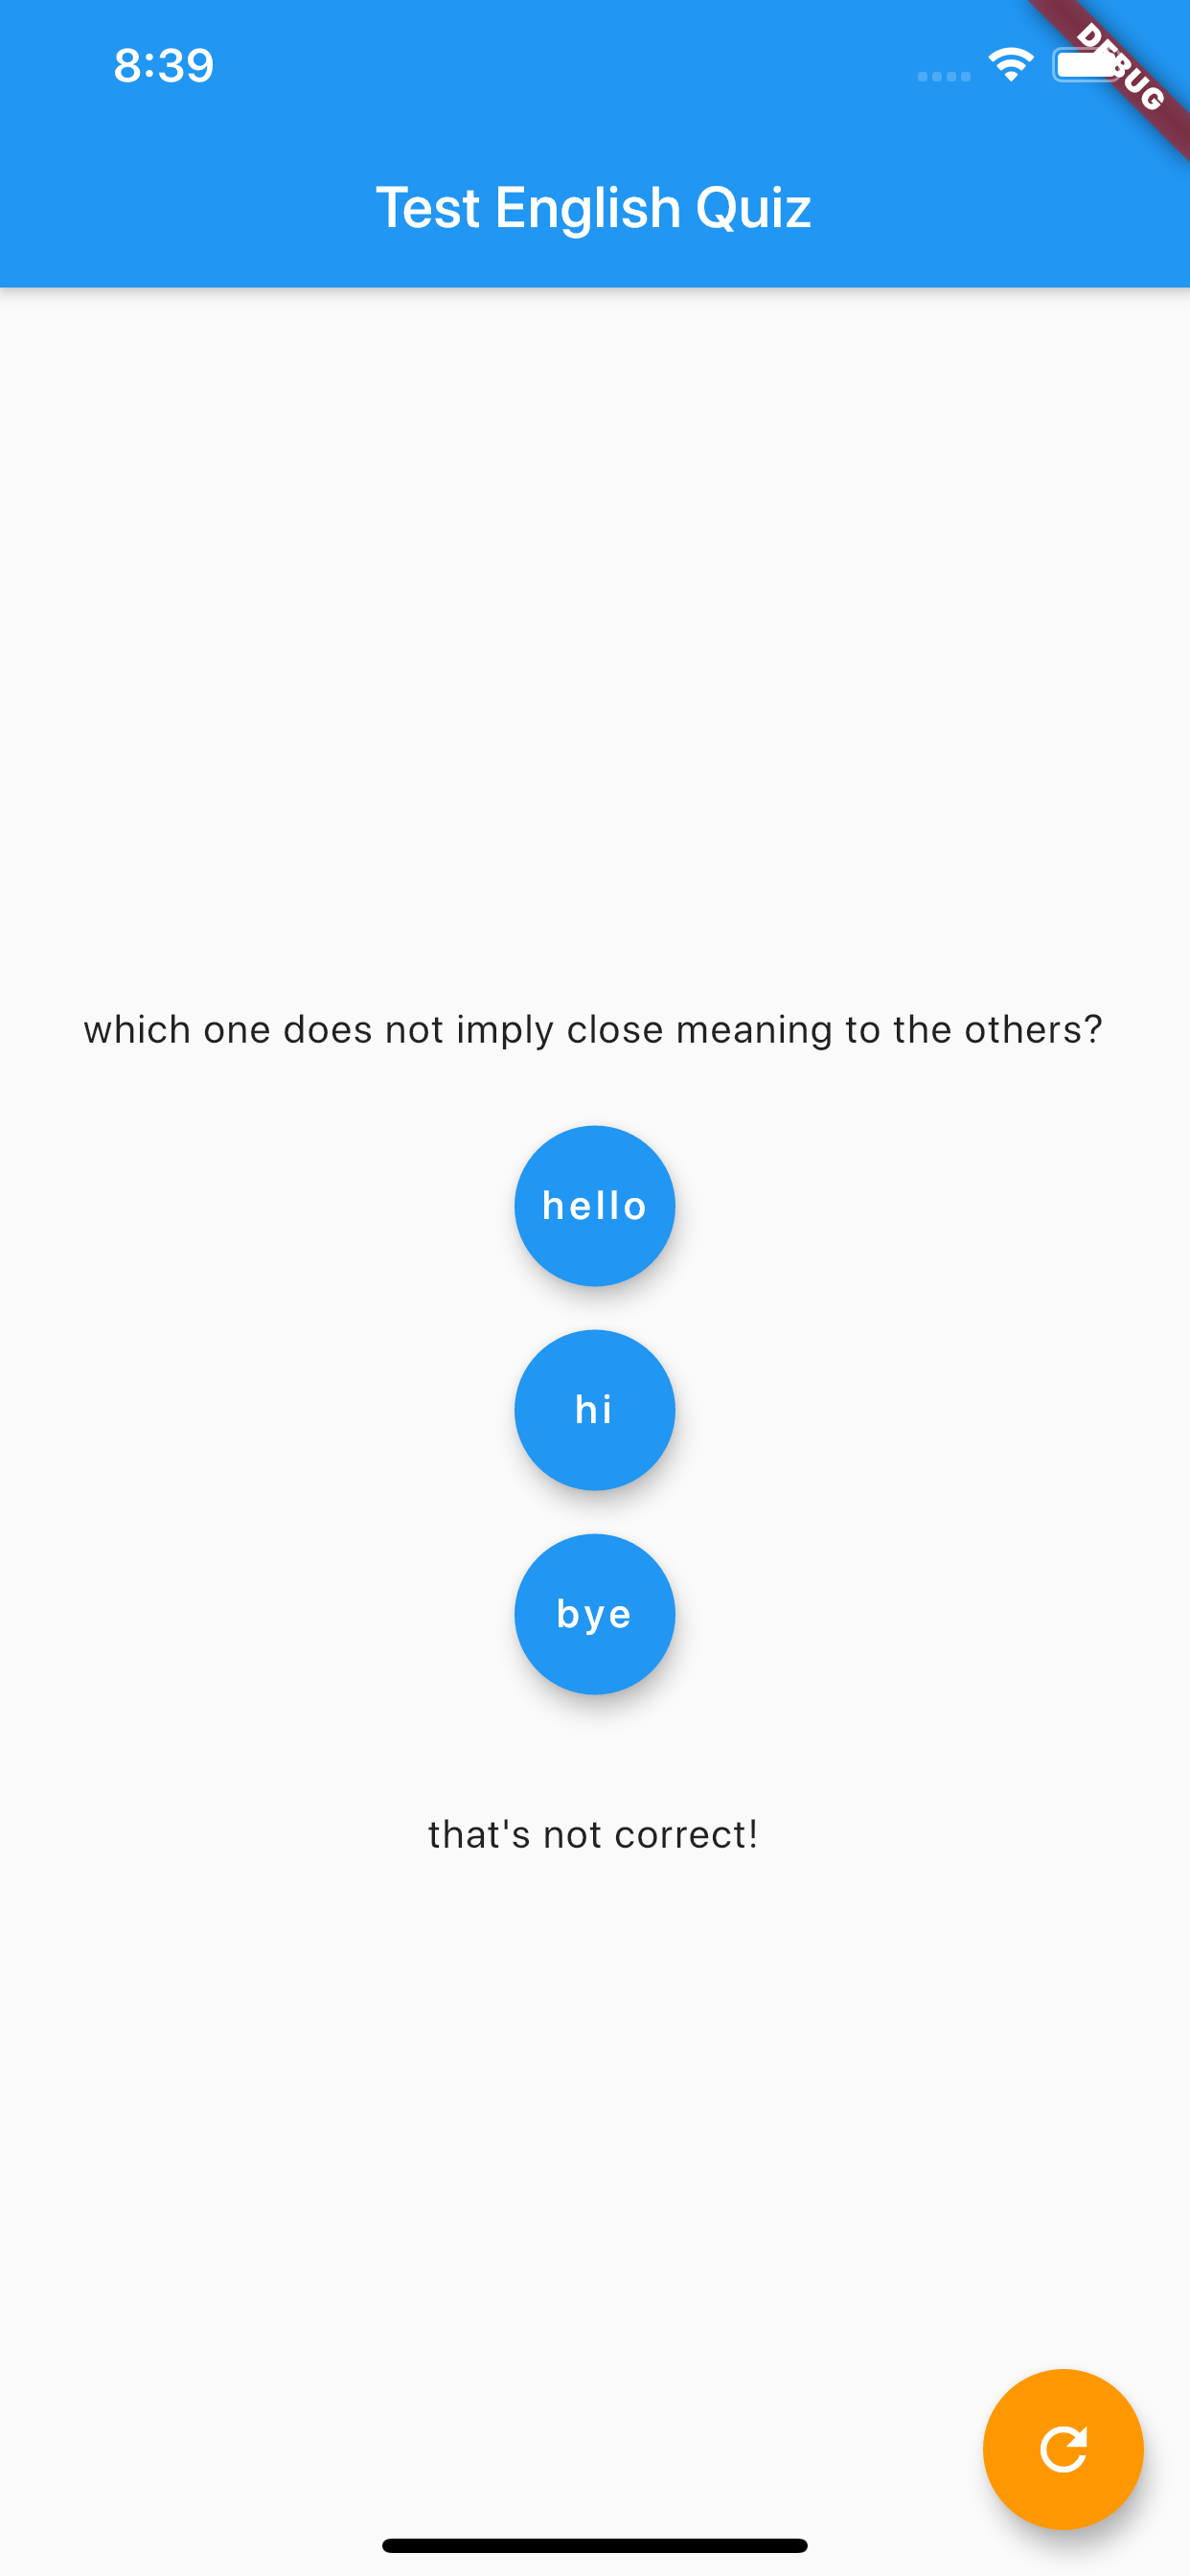 8:39
DEBUG
Test English Quiz
which one does not imply close meaning to the others?
hello
hi
bye
that's not correct!